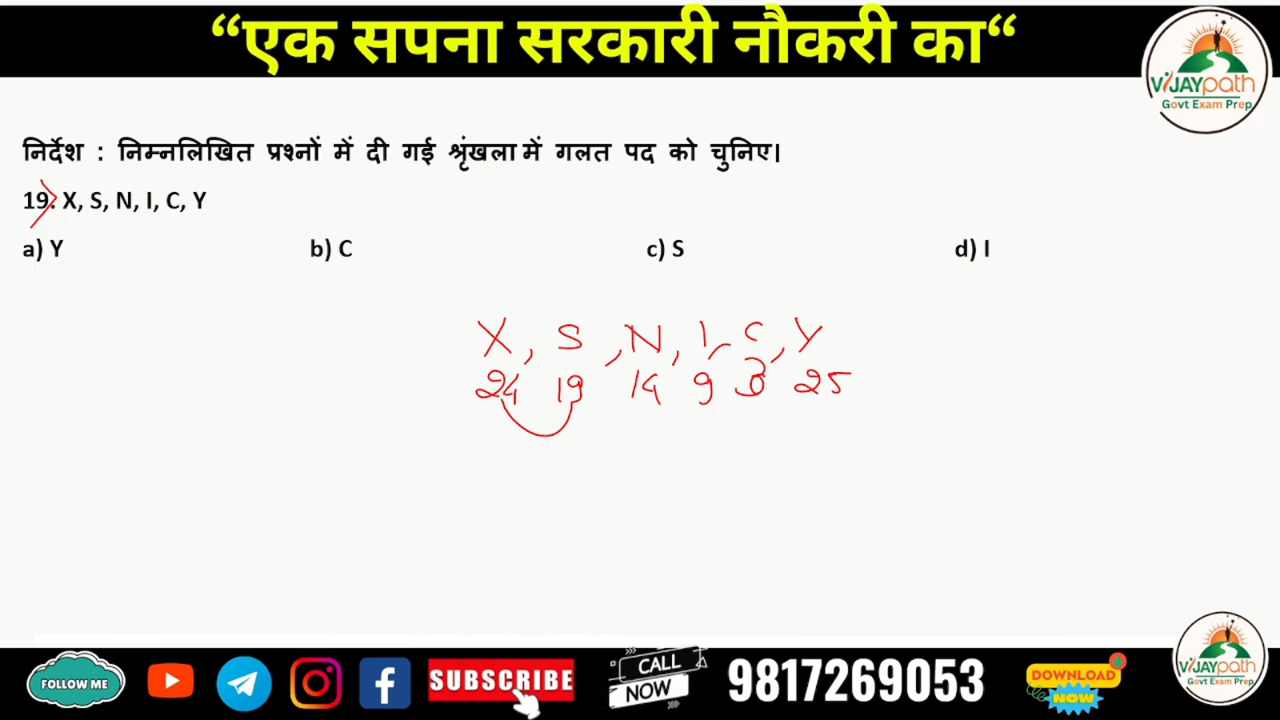 “एक सपना सरकारी नौकरी का“
VIJAYpath
Govt Exam Prep
निर्देश : निम्नलिखित प्रश्नों में दी गई श्रृंखला में गलत पद को चुनिए।
19. X, S, N, I, C, Y
a) Y b) C c) S d) I
X, S, N, I, C, Y
24 19 14 9 3 25
VIJAYpath
Govt Exam Prep
FOLLOW ME
SUBSCRIBE
CALL NOW
9817269053
DOWNLOAD NOW